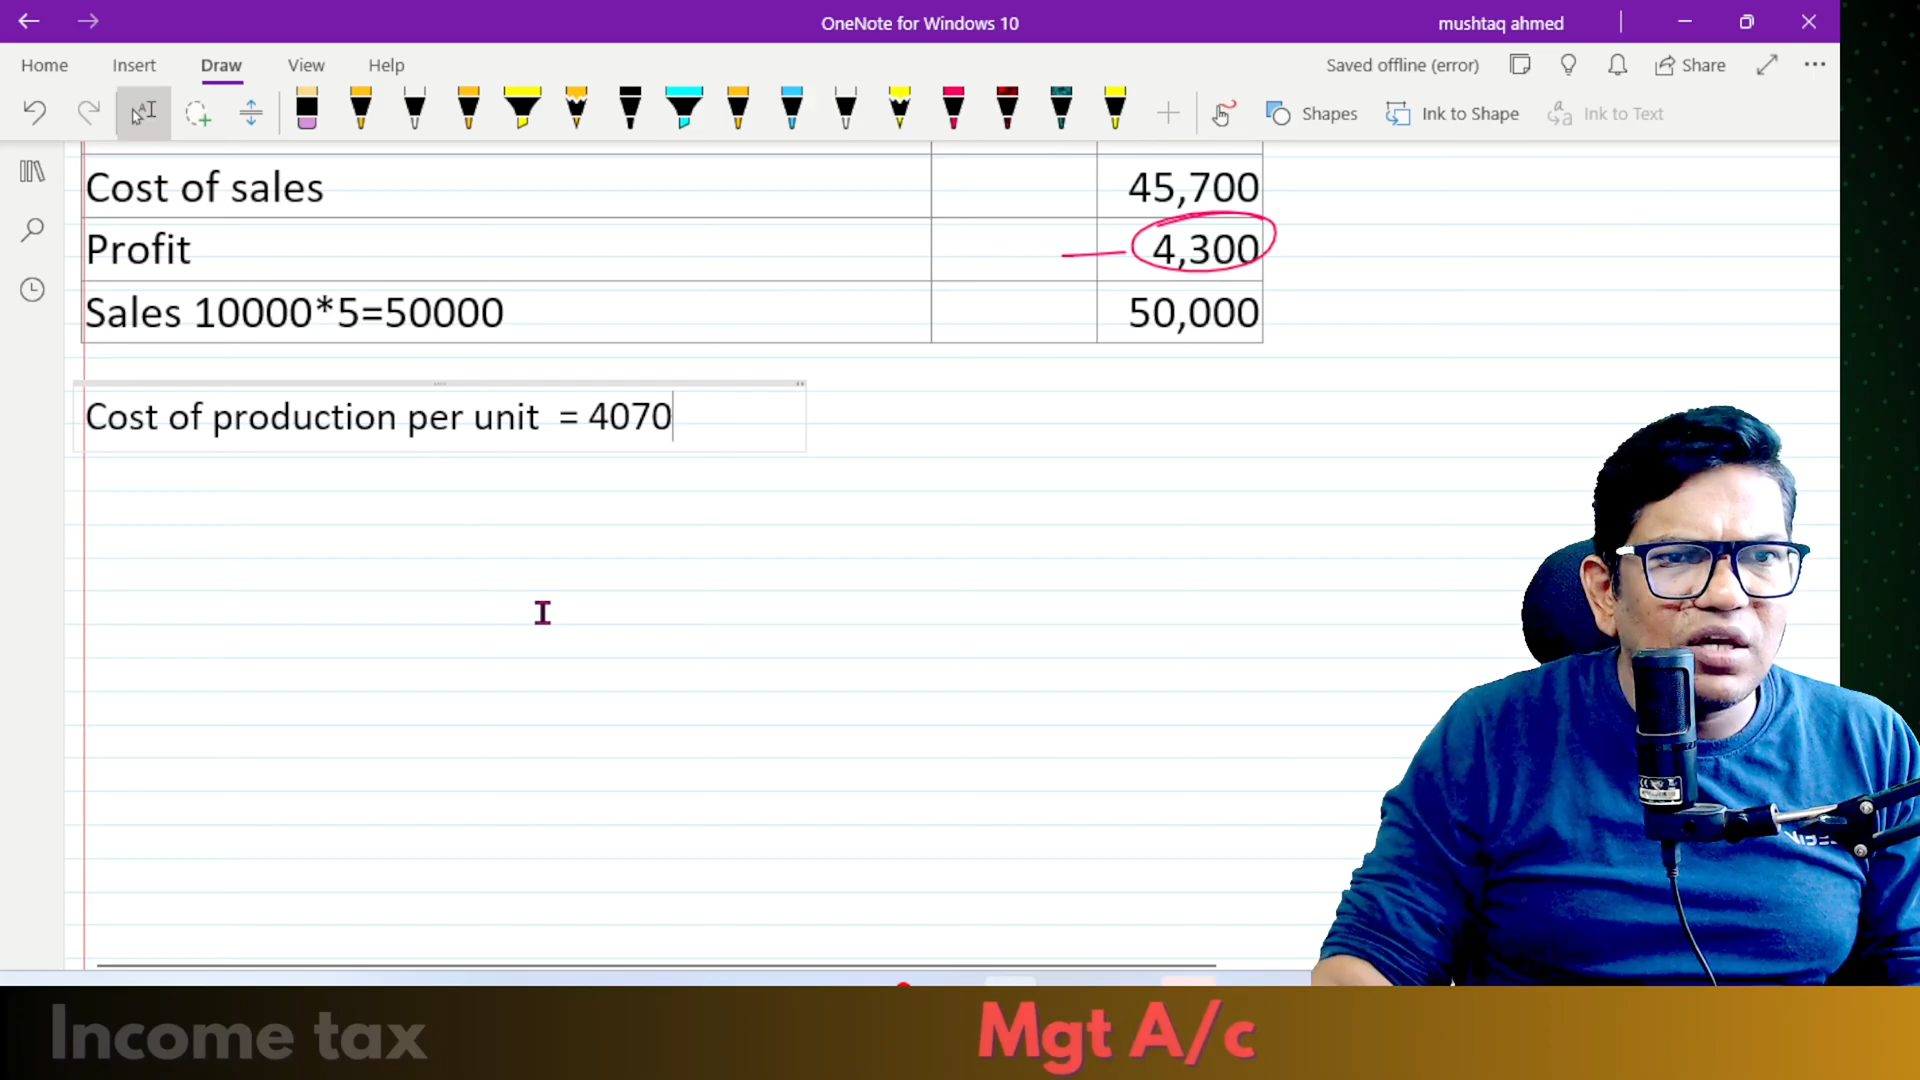 OneNote for Windows 10
mushtaq ahmed
Home Insert Draw View Help
Saved offline (error) Share
Shapes Ink to Shape Ink to Text
Cost of sales 45,700
Profit 4,300
Sales 10000*5=50000 50,000
Cost of production per unit = 4070
Income tax
Mgt A/c